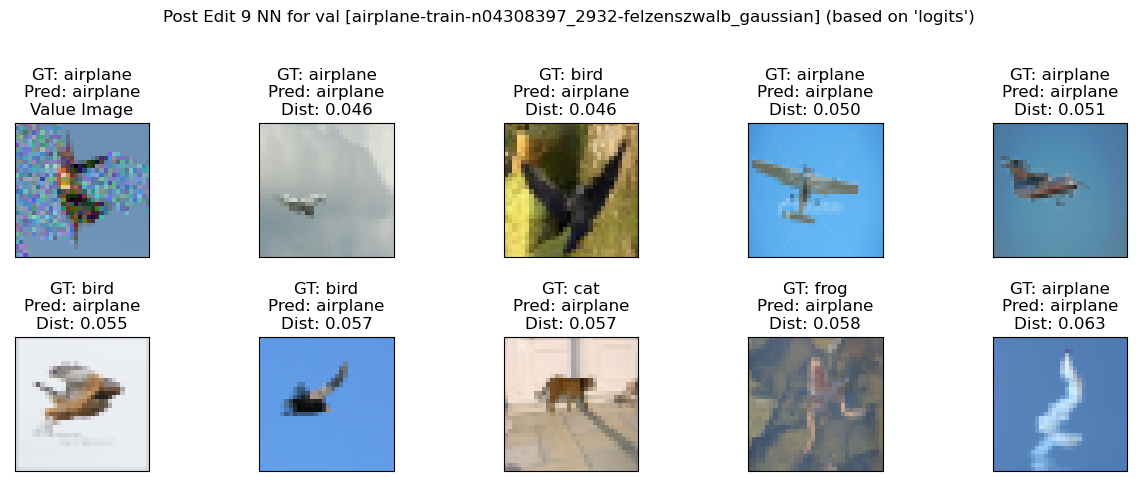 Post Edit 9 NN for val [airplane-train-n04308397_2932-felzenszwalb_gaussian] (based on 'logits')
GT: airplane
Pred: airplane
Value Image
GT: airplane
Pred: airplane
Dist: 0.046
GT: bird
Pred: airplane
Dist: 0.046
GT: airplane
Pred: airplane
Dist: 0.050
GT: airplane
Pred: airplane
Dist: 0.051
GT: bird
Pred: airplane
Dist: 0.055
GT: bird
Pred: airplane
Dist: 0.057
GT: cat
Pred: airplane
Dist: 0.057
GT: frog
Pred: airplane
Dist: 0.058
GT: airplane
Pred: airplane
Dist: 0.063